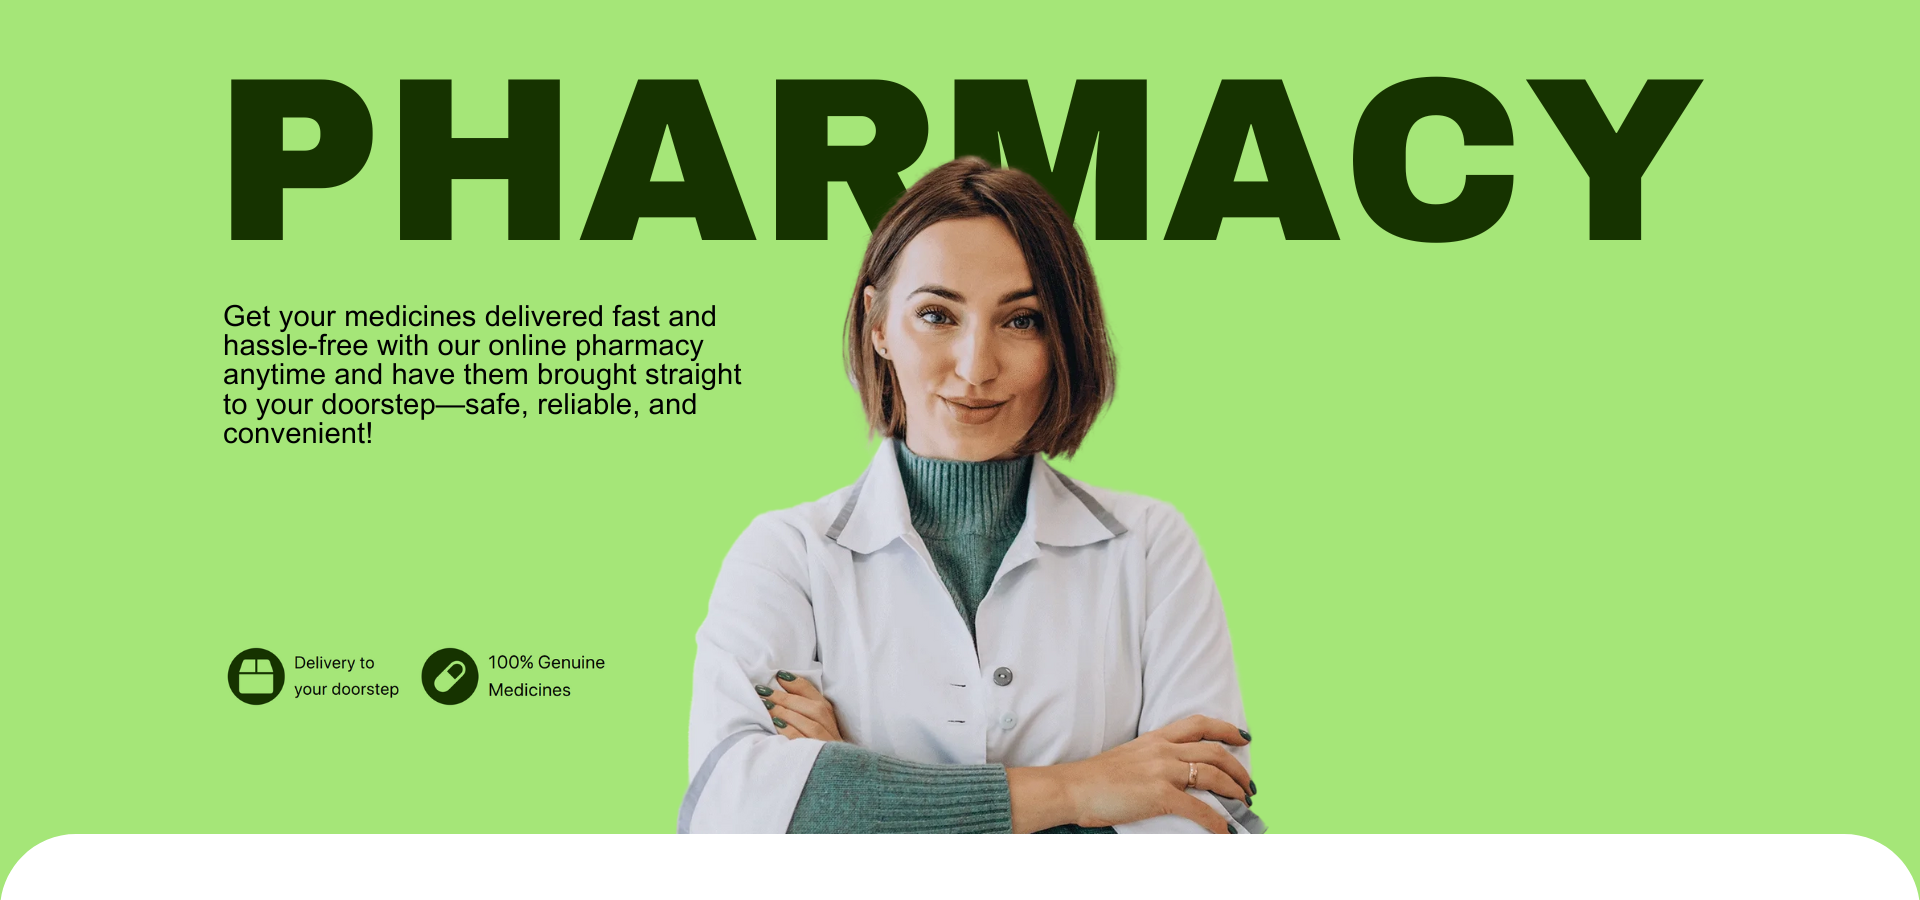 PHARMACY
Get your medicines delivered fast and
hassle-free with our online pharmacy
anytime and have them brought straight
to your doorstep—safe, reliable, and
convenient!
Delivery to
your doorstep
100% Genuine
Medicines